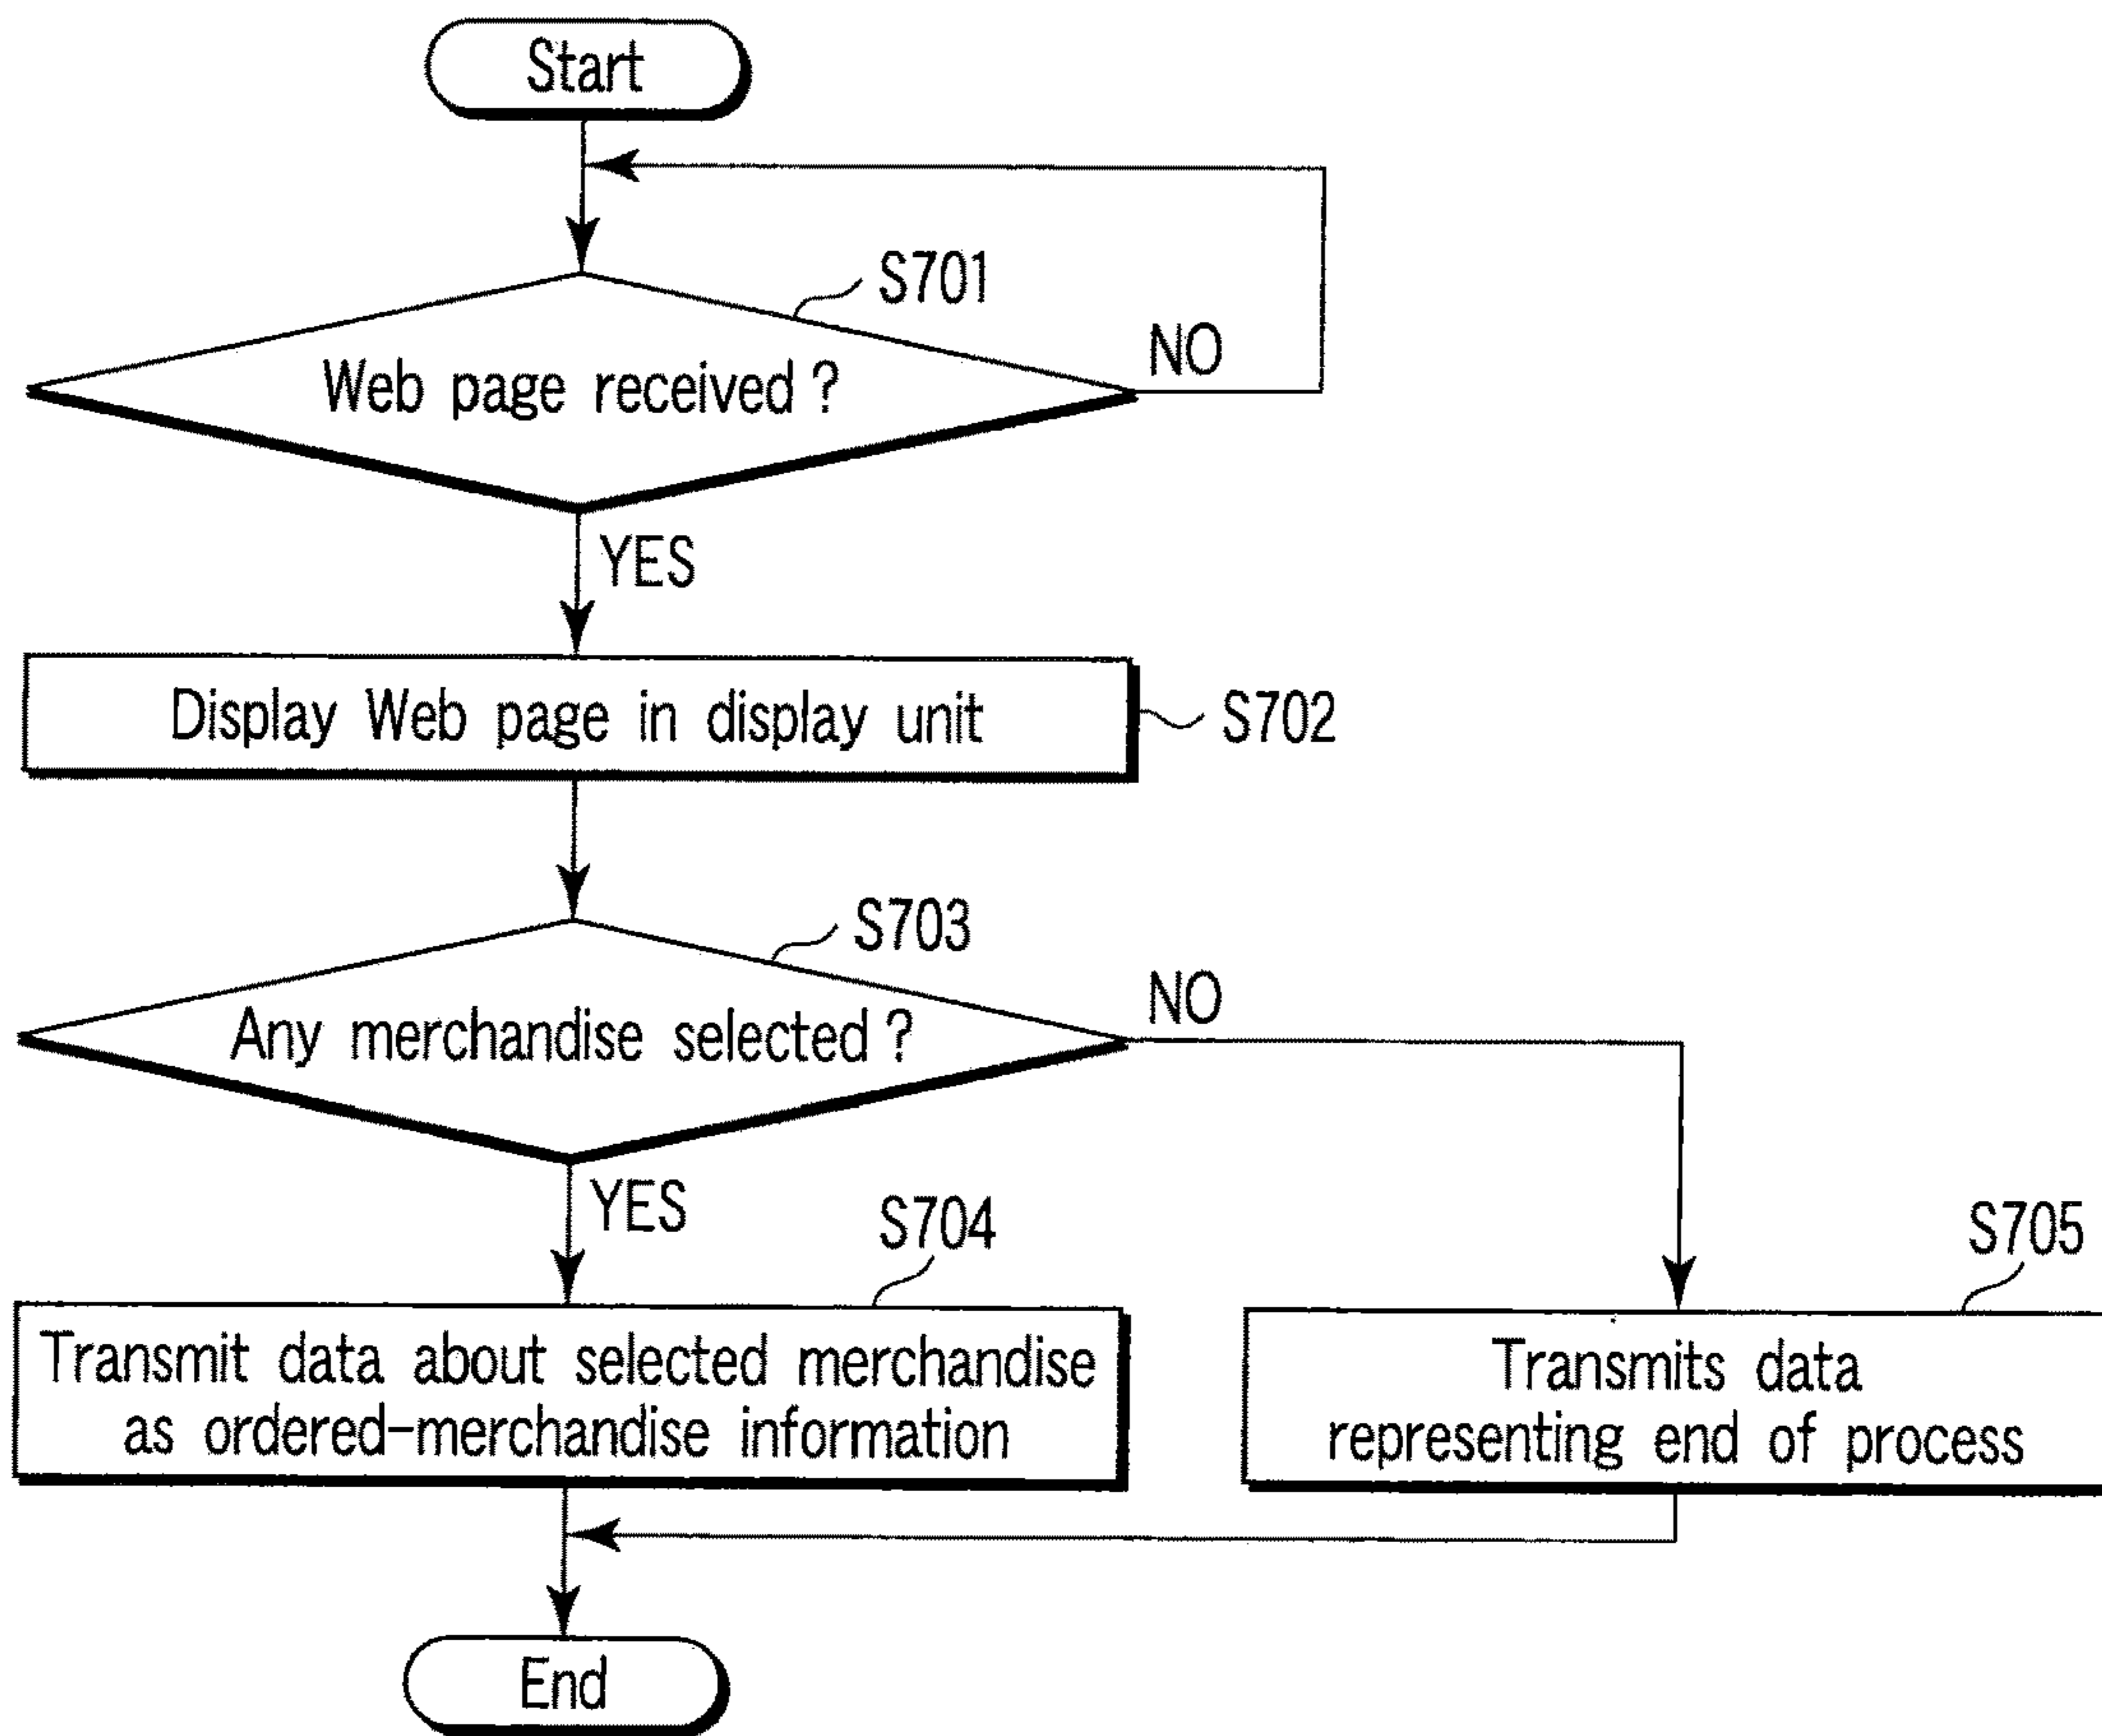 Start
S701
Web page received ?
NO
YES
Display Web page in display unit
S702
S703
Any merchandise selected ?
NO
YES
S704
Transmit data about selected merchandise
as ordered-merchandise information
S705
Transmits data
representing end of process
End